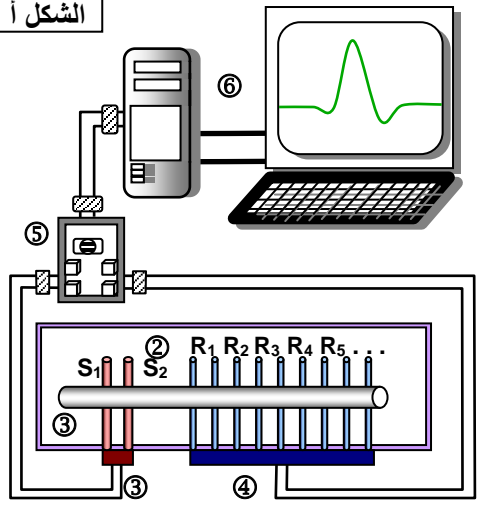 الشكل أ
⑥
⑤
② R1 R2 R3 R4 R5 . . .
S1 S2
③
③ ④